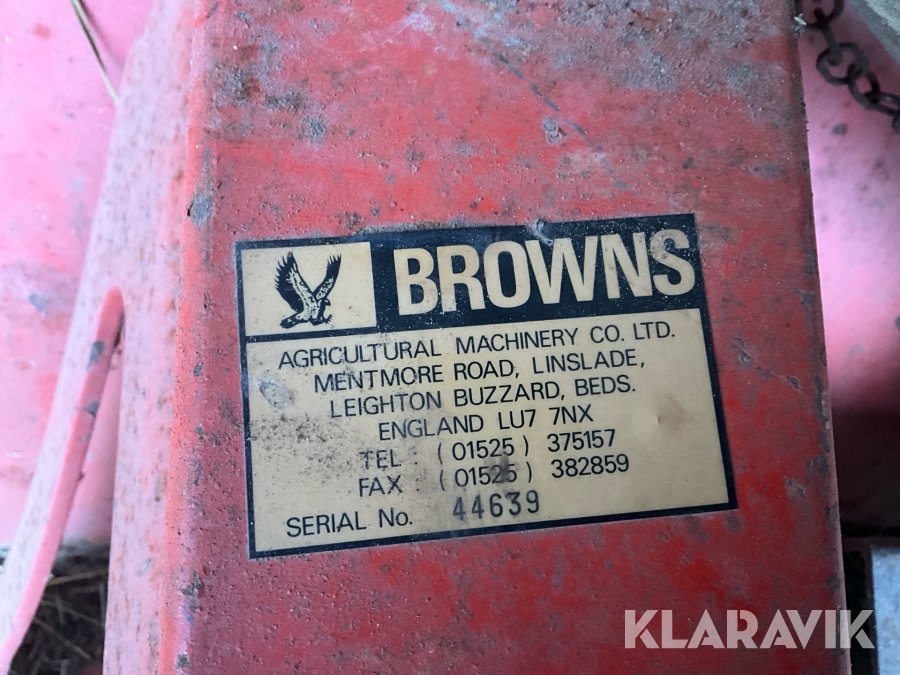 BROWNS
AGRICULTURAL MACHINERY CO. LTD.
MENTMORE ROAD, LINSLADE,
LEIGHTON BUZZARD, BEDS.
ENGLAND LU7 7NX
TEL : (01525) 375157
FAX : (01525) 382859
SERIAL No. 44639
KLARAVIK